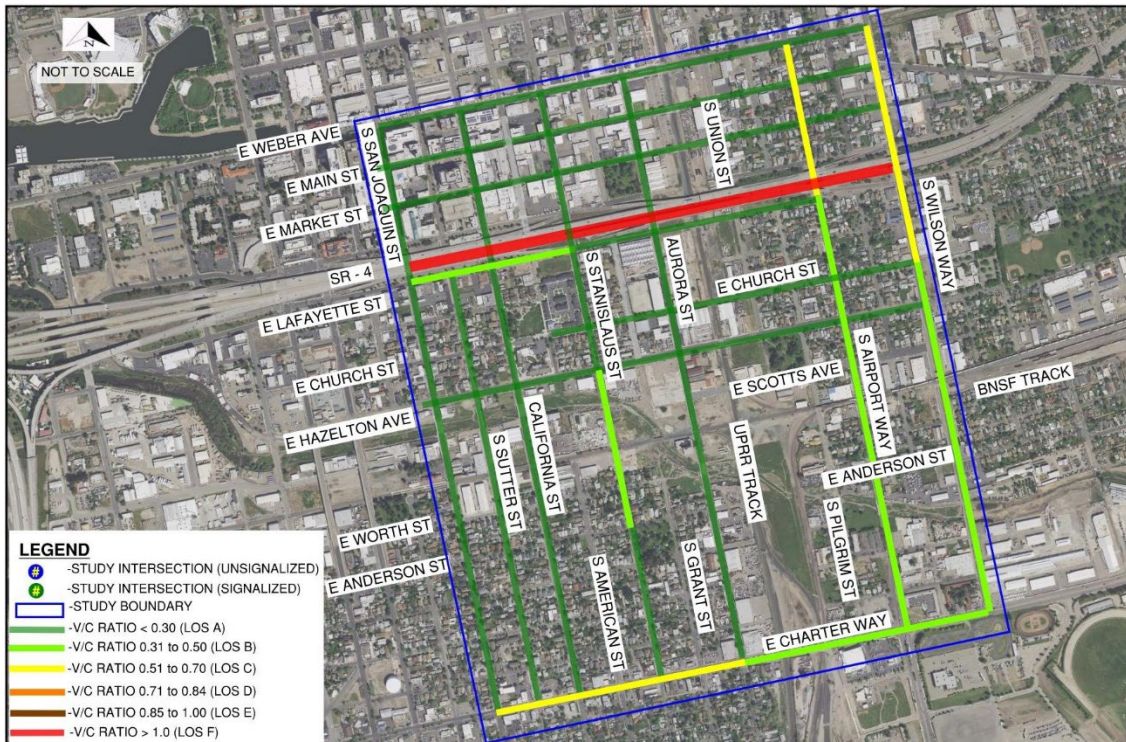 N
NOT TO SCALE
E WEBER AVE
S SAN JOAQUIN ST
E MAIN ST
E MARKET ST
S UNION ST
SR - 4
S WILSON WAY
E LAFAYETTE ST
S STANISLAUS ST
AURORA ST
E CHURCH ST
E CHURCH ST
E SCOTTS AVE
S AIRPORT WAY
BNSF TRACK
E HAZELTON AVE
S SUTTER ST
CALIFORNIA ST
UPRR TRACK
E ANDERSON ST
E WORTH ST
S PILGRIM ST
E ANDERSON ST
S AMERICAN ST
S GRANT ST
E CHARTER WAY
LEGEND
# -STUDY INTERSECTION (UNSIGNALIZED)
# -STUDY INTERSECTION (SIGNALIZED)
-STUDY BOUNDARY
-V/C RATIO < 0.30 (LOS A)
-V/C RATIO 0.31 to 0.50 (LOS B)
-V/C RATIO 0.51 to 0.70 (LOS C)
-V/C RATIO 0.71 to 0.84 (LOS D)
-V/C RATIO 0.85 to 1.00 (LOS E)
-V/C RATIO > 1.0 (LOS F)